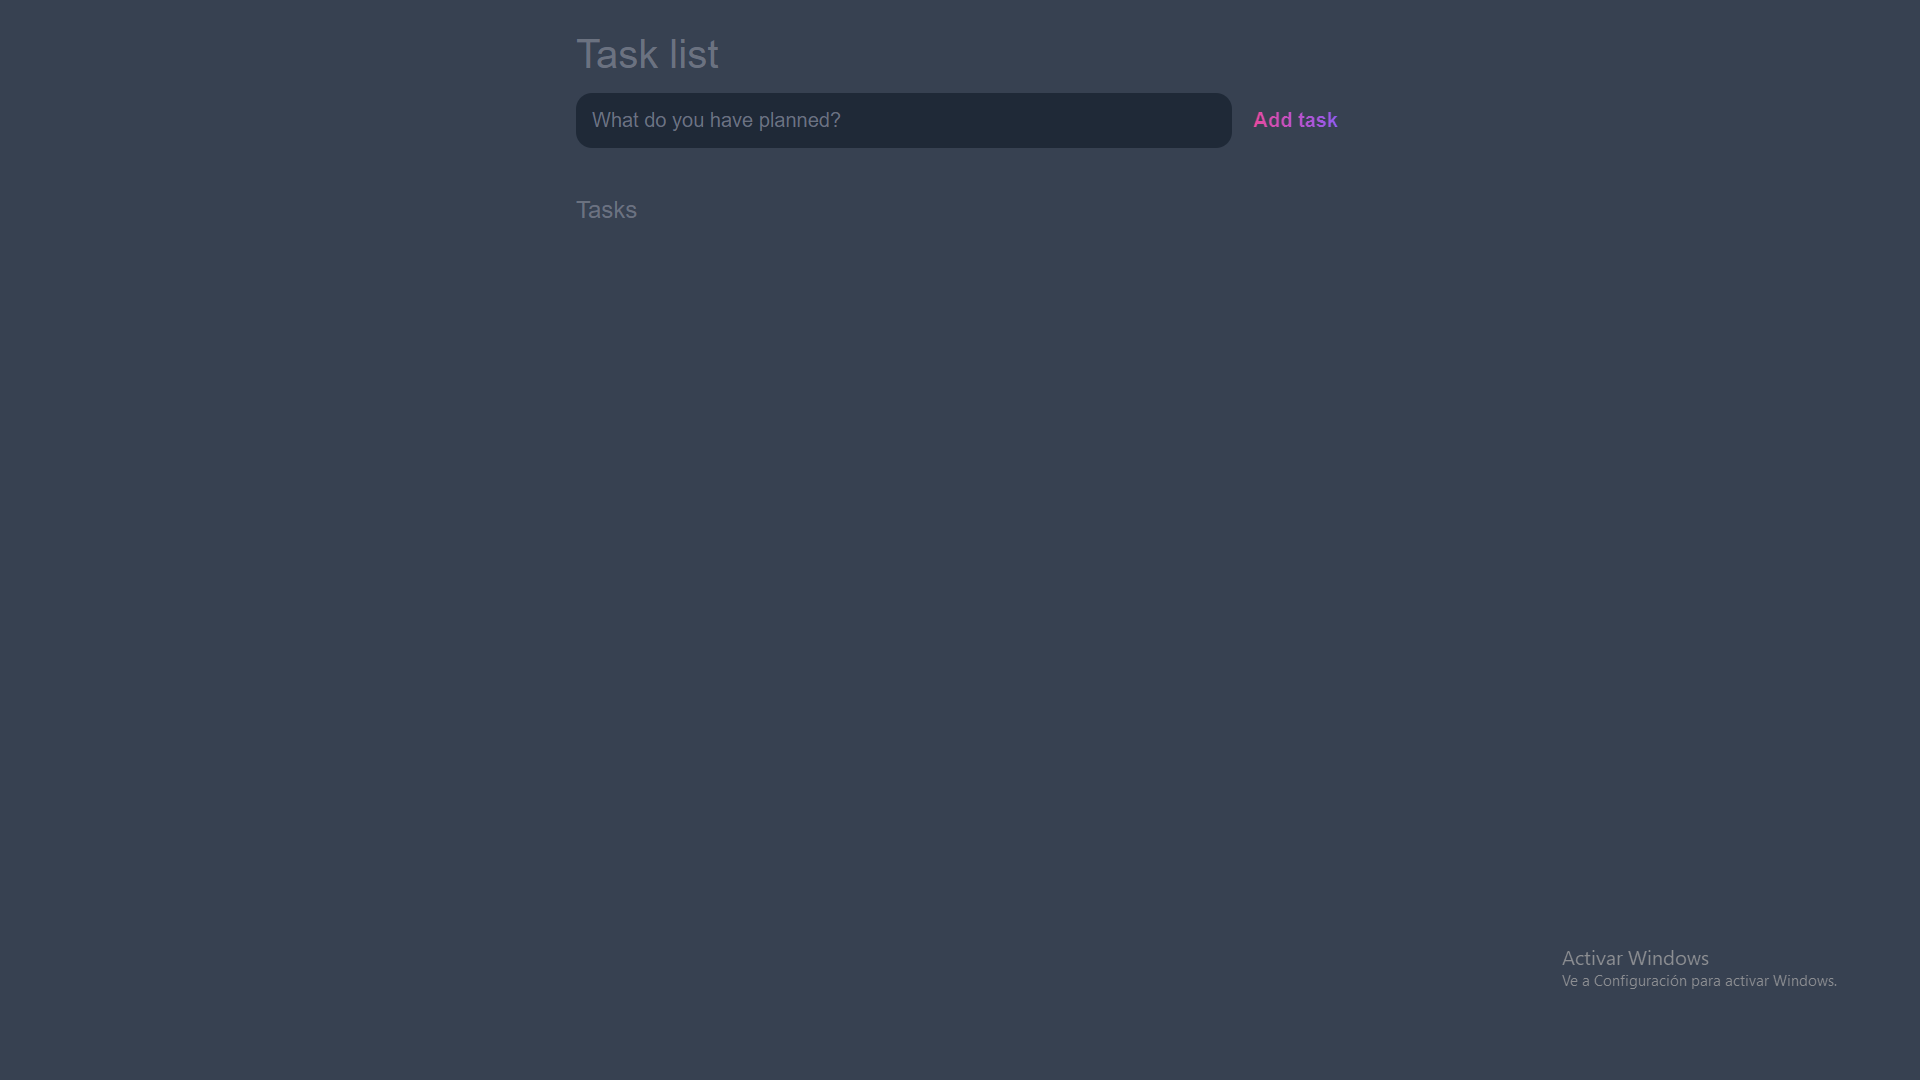 Task list
What do you have planned?
Add task
Tasks
Activar Windows
Ve a Configuración para activar Windows.